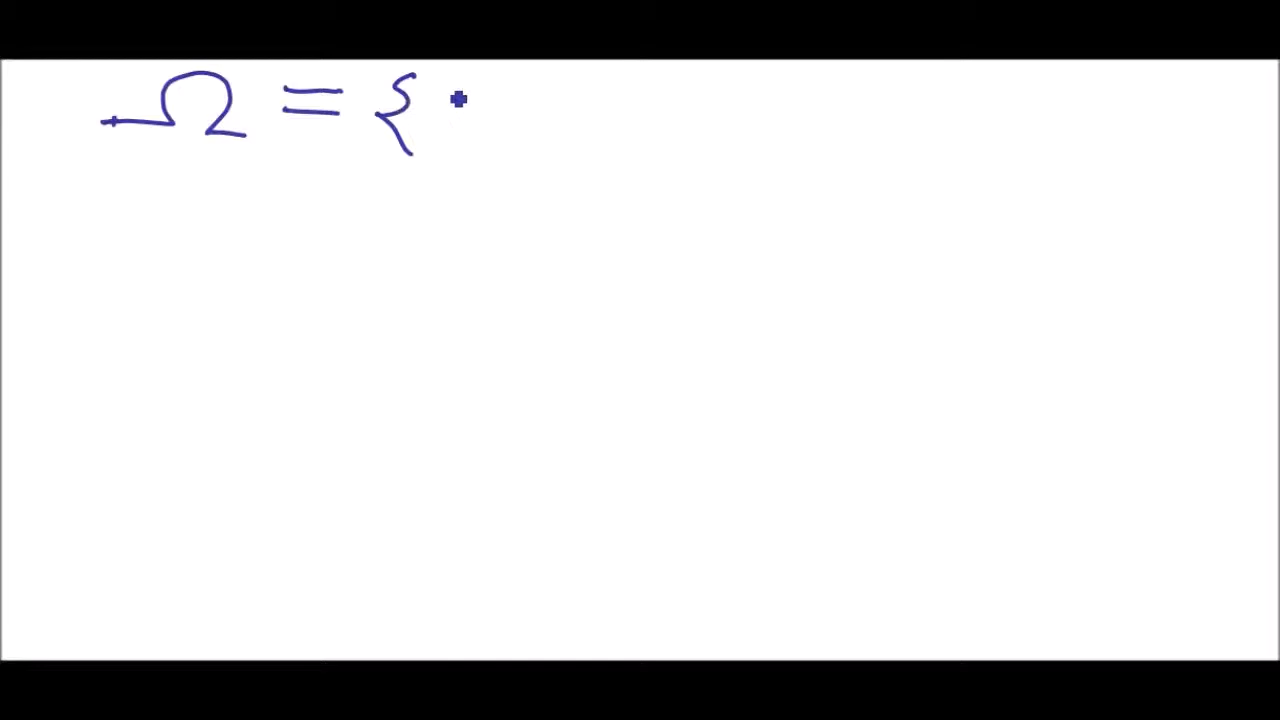 Ω = {